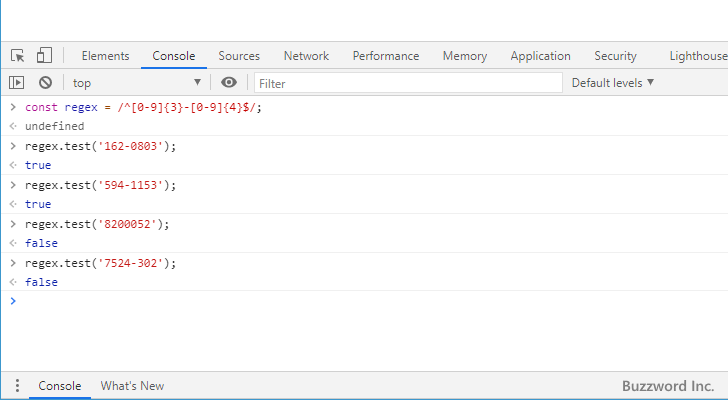 Elements Console Sources Network Performance Memory Application Security Lighthouse
top Filter Default levels
const regex = /^[0-9]{3}-[0-9]{4}$/;
undefined
regex.test('162-0803');
true
regex.test('594-1153');
true
regex.test('8200052');
false
regex.test('7524-302');
false
Console What's New
Buzzword Inc.